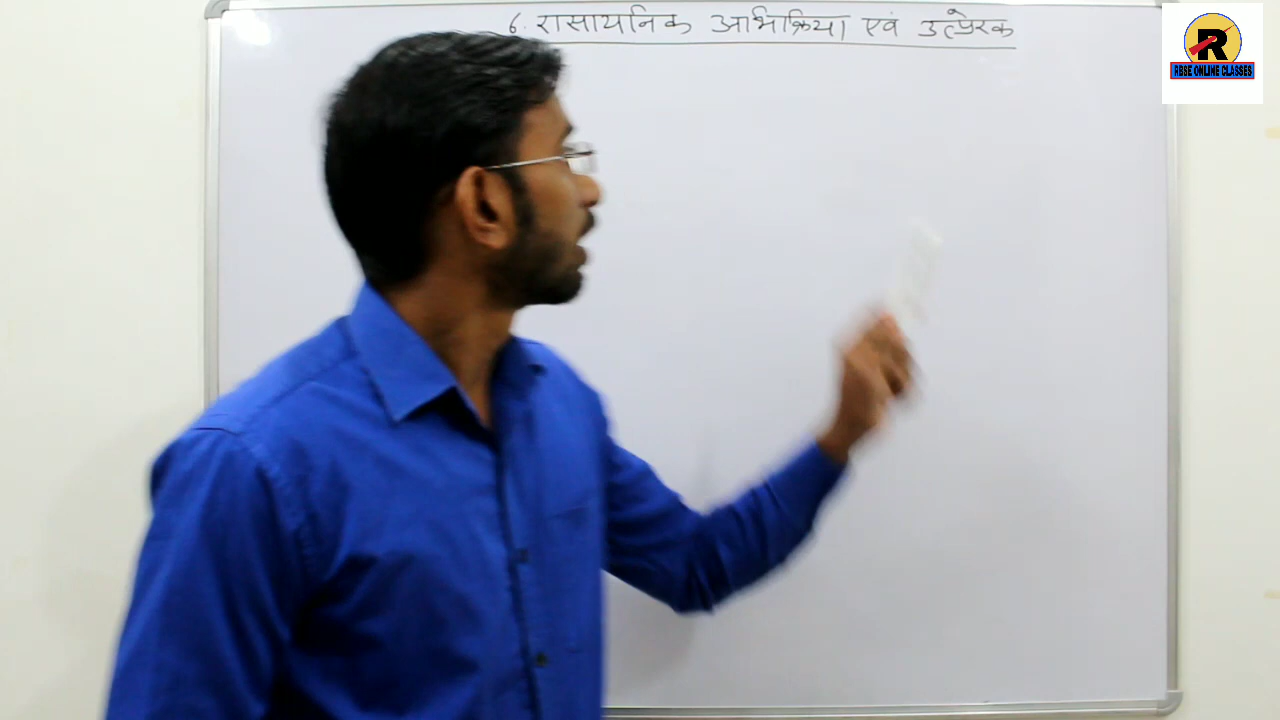 6. रासायनिक अभिक्रिया एवं उत्प्रेरक
R
RBSE ONLINE CLASSES